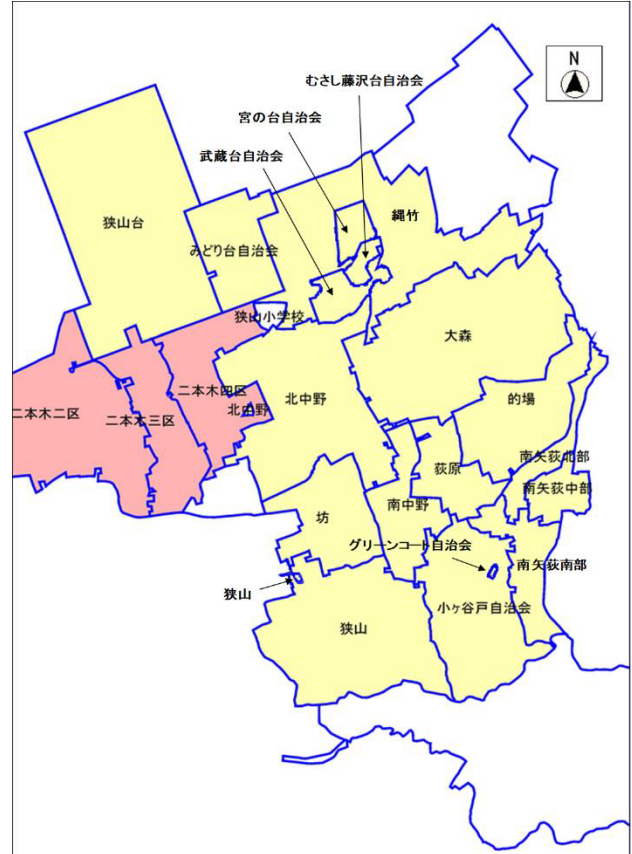 N
むさし藤沢台自治会
宮の台自治会
武蔵台自治会
縄竹
狭山台
みどり台自治会
狭山小学校
大森
二本木二区
二本木三区
二本木四区
北中野
北中野
的場
荻原
南矢荻北部
南矢荻中部
南中野
坊
グリーンコート自治会
南矢荻南部
狭山
小ヶ谷戸自治会
狭山